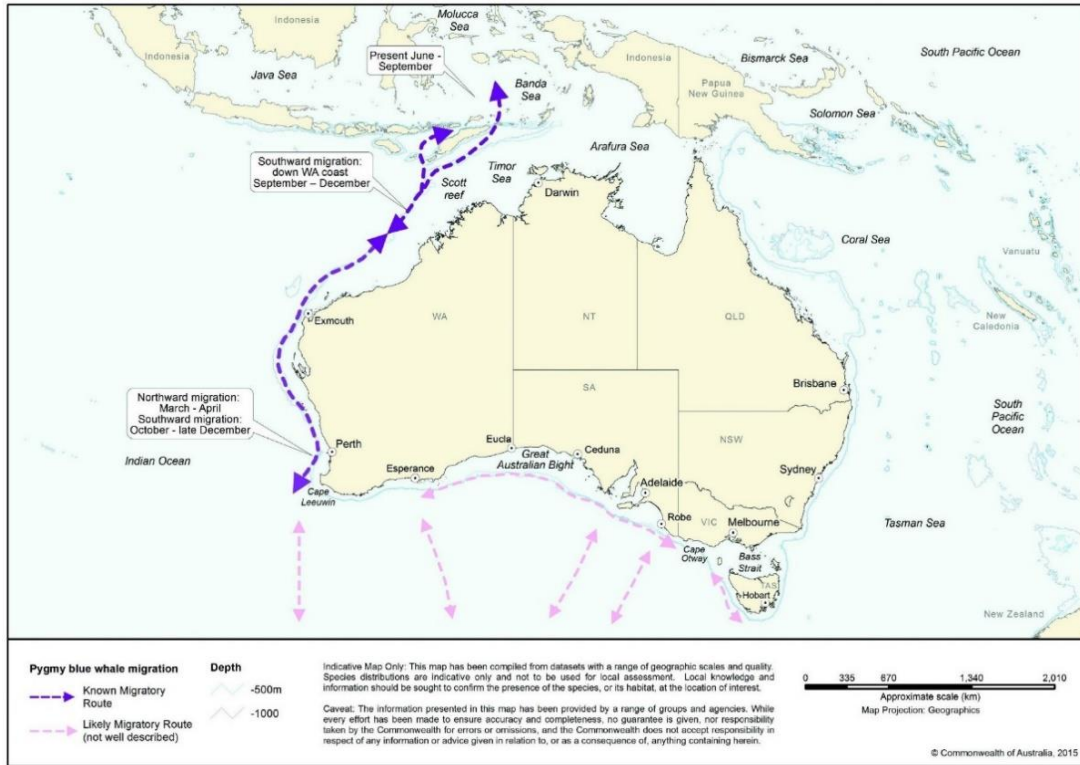 Molucca
Sea
Indonesia
Indonesia
Present June -
September
Java Sea
Banda
Sea
Indonesia
Papua
New Guinea
Bismarck Sea
South Pacific Ocean
Solomon Sea
Southward migration:
down WA coast
September – December
Scott
reef
Timor
Sea
Arafura Sea
Darwin
Coral Sea
Vanuatu
New
Caledonia
Exmouth
WA
NT
QLD
SA
Brisbane
NSW
South
Pacific
Ocean
Northward migration:
March - April
Southward migration:
October - late December
Indian Ocean
Perth
Cape
Leeuwin
Esperance
Eucla
Great
Australian Bight
Ceduna
Adelaide
Sydney
Robe
VIC
Melbourne
Cape
Otway
Bass
Strait
TAS
Hobart
Tasman Sea
New Zealand
Pygmy blue whale migration
Known Migratory
Route
Likely Migratory Route
(not well described)
Depth
-500m
-1000
Indicative Map Only: This map has been compiled from datasets with a range of geographic scales and quality.
Species distributions are indicative only and not to be used for local assessment. Local knowledge and
information should be sought to confirm the presence of the species, or its habitat, at the location of interest.
Caveat: The information presented in this map has been provided by a range of groups and agencies. While
every effort has been made to ensure accuracy and completeness, no guarantee is given, nor responsibility
taken by the Commonwealth for errors or omissions, and the Commonwealth does not accept responsibility in
respect of any information or advice given in relation to, or as a consequence of, anything containing herein.
0 335 670 1,340 2,010
Approximate scale (km)
Map Projection: Geographics
© Commonwealth of Australia, 2015